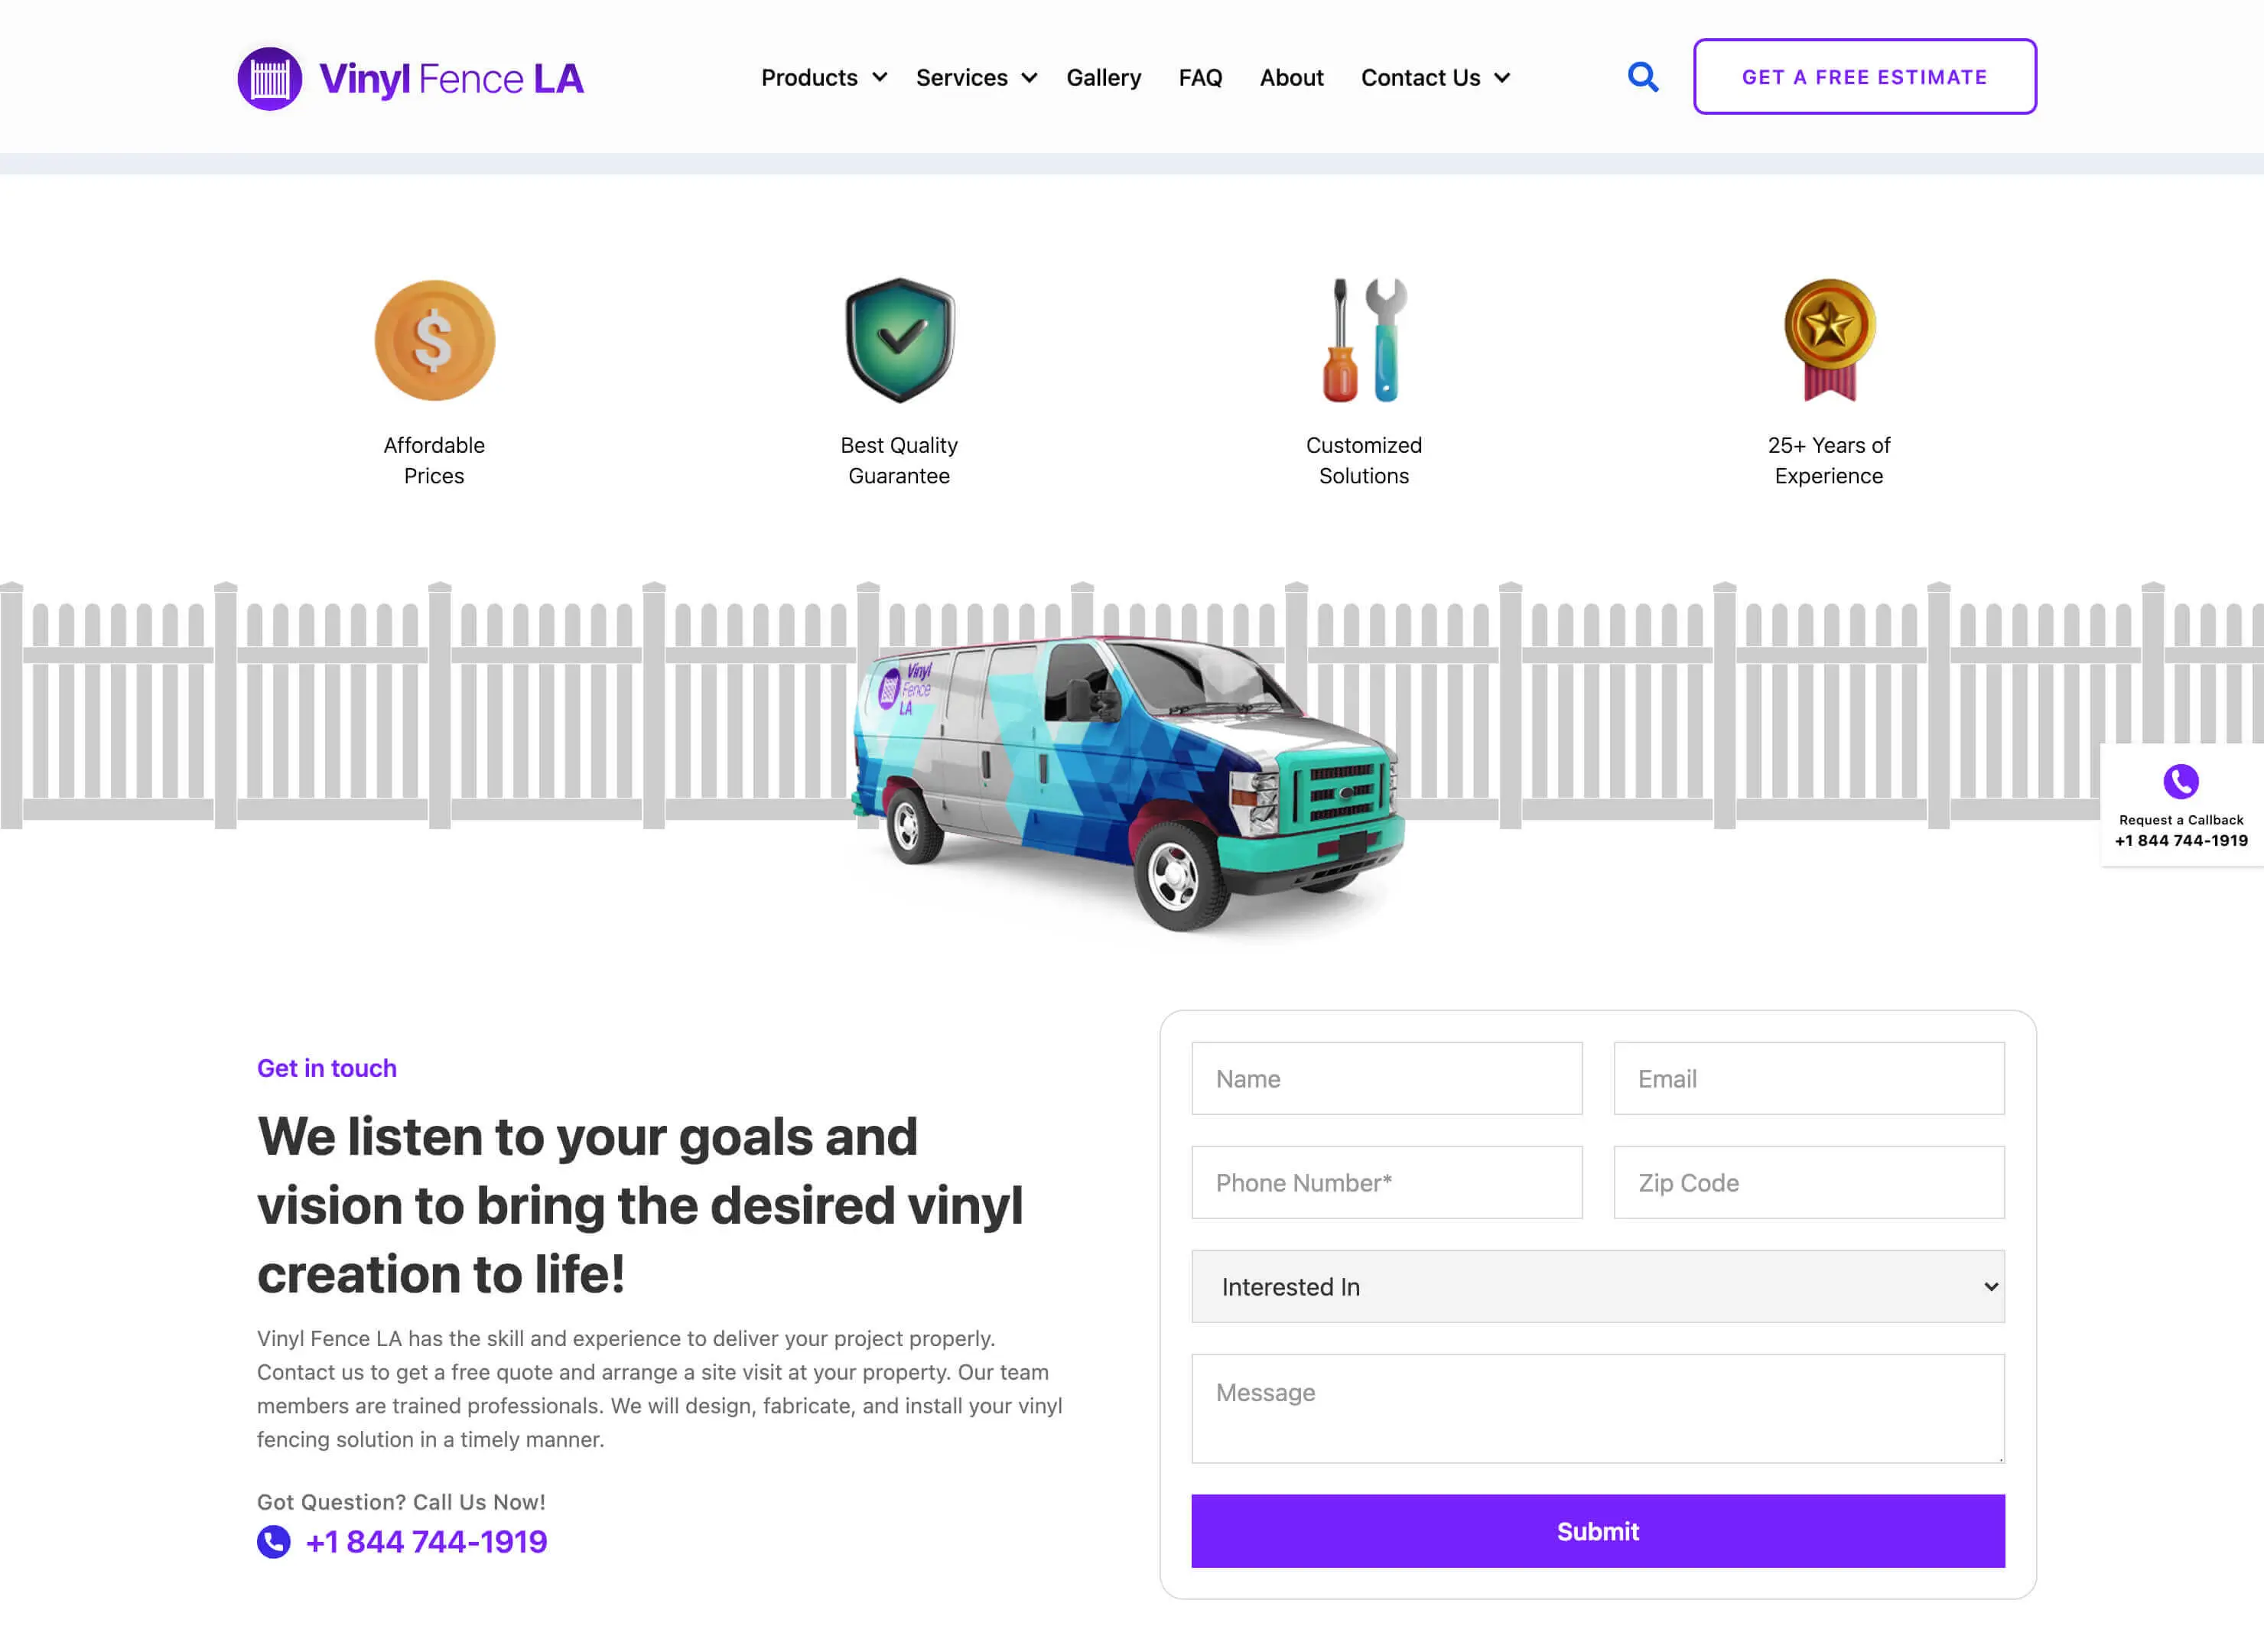 Vinyl Fence LA
Products
Services
Gallery
FAQ
About
Contact Us
GET A FREE ESTIMATE
Affordable
Prices
Best Quality
Guarantee
Customized
Solutions
25+ Years of
Experience
Vinyl
Fence
LA
Request a Callback
+1 844 744-1919
Get in touch
We listen to your goals and
vision to bring the desired vinyl
creation to life!
Vinyl Fence LA has the skill and experience to deliver your project properly.
Contact us to get a free quote and arrange a site visit at your property. Our team
members are trained professionals. We will design, fabricate, and install your vinyl
fencing solution in a timely manner.
Got Question? Call Us Now!
+1 844 744-1919
Name
Email
Phone Number*
Zip Code
Interested In
Message
Submit